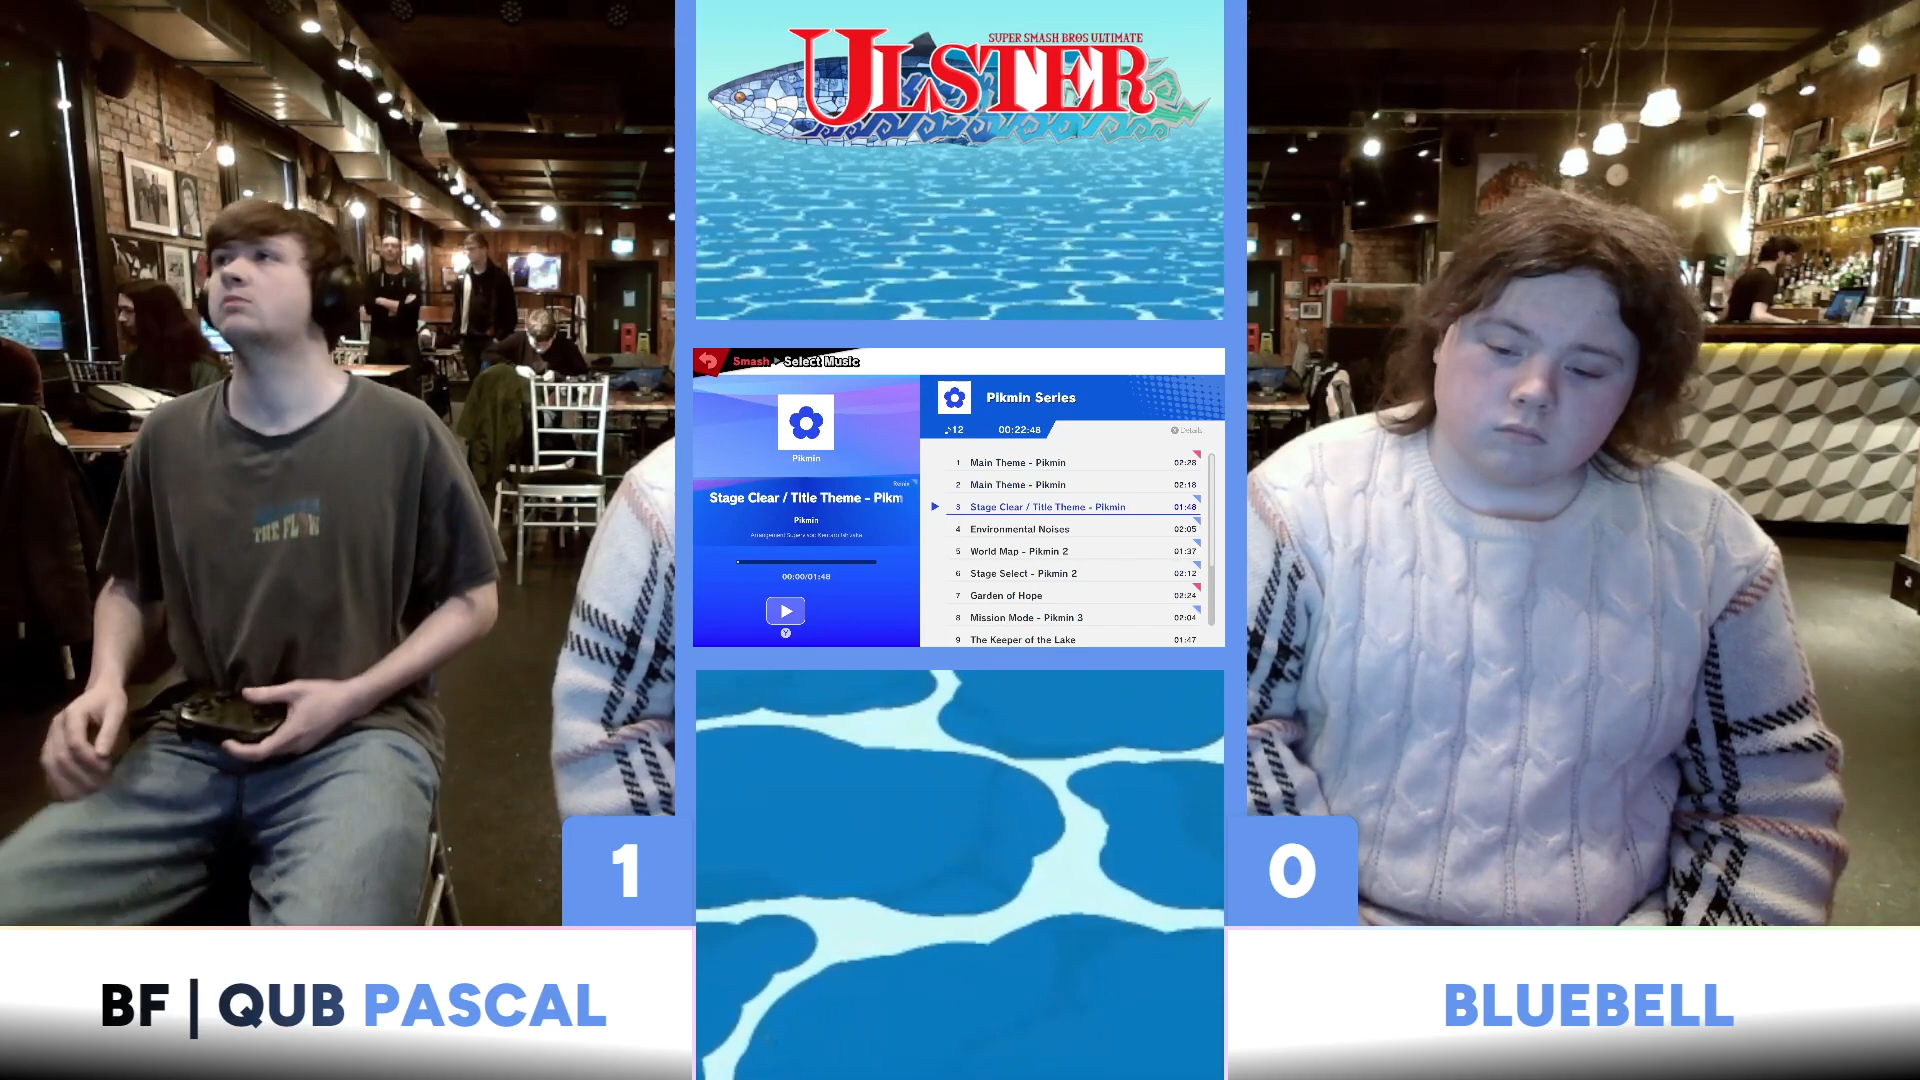 SUPER SMASH BROS ULTIMATE
ULSTER
Smash ▸ Select Music
Pikmin
Remix
Stage Clear / Title Theme - Pikm
Pikmin
00:00/01:48
Y
Pikmin Series
♪12 00:22:48
Details
1 Main Theme - Pikmin 02:28
2 Main Theme - Pikmin 02:18
3 Stage Clear / Title Theme - Pikmin 01:48
4 Environmental Noises 02:05
5 World Map - Pikmin 2 01:37
6 Stage Select - Pikmin 2 02:12
7 Garden of Hope 02:24
8 Mission Mode - Pikmin 3 02:04
9 The Keeper of the Lake 01:47
THE FL W
1
0
BF | QUB PASCAL
BLUEBELL